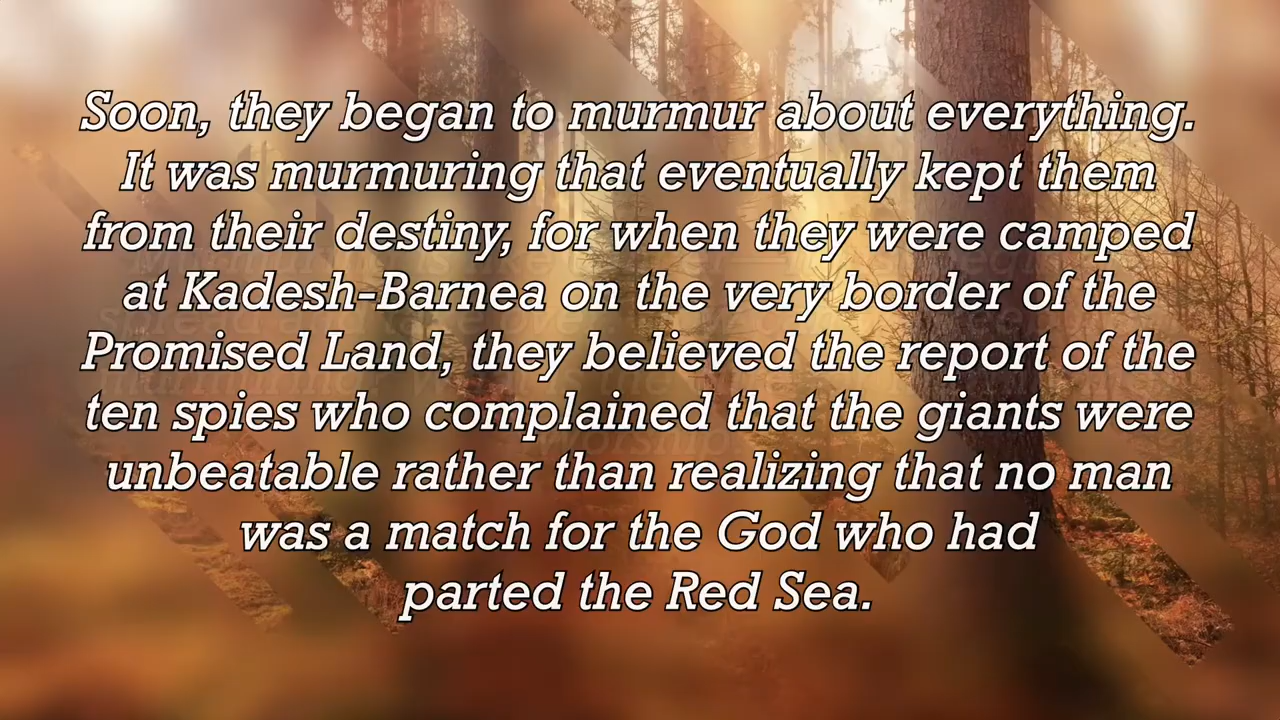 Soon, they began to murmur about everything.
It was murmuring that eventually kept them
from their destiny, for when they were camped
at Kadesh-Barnea on the very border of the
Promised Land, they believed the report of the
ten spies who complained that the giants were
unbeatable rather than realizing that no man
was a match for the God who had
parted the Red Sea.